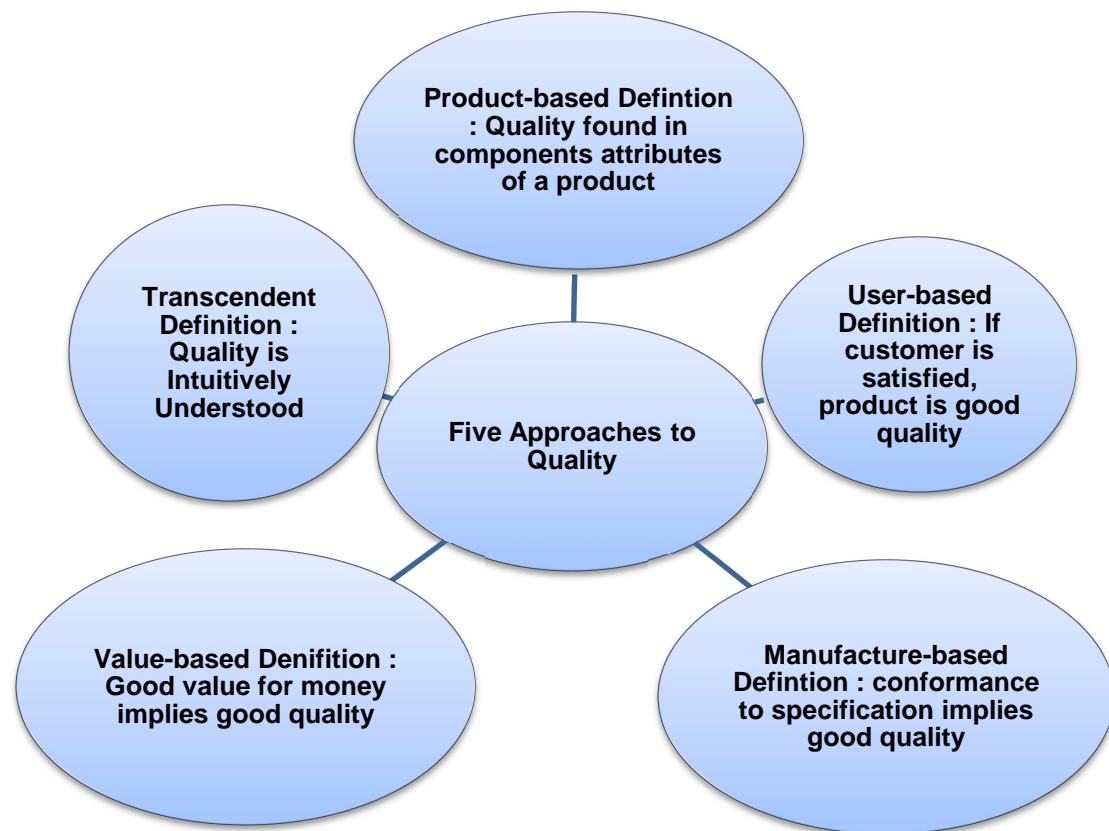 Product-based Defintion
: Quality found in
components attributes
of a product
Transcendent
Definition :
Quality is
Intuitively
Understood
User-based
Definition : If
customer is
satisfied,
product is good
quality
Five Approaches to
Quality
Value-based Denifition :
Good value for money
implies good quality
Manufacture-based
Defintion : conformance
to specification implies
good quality